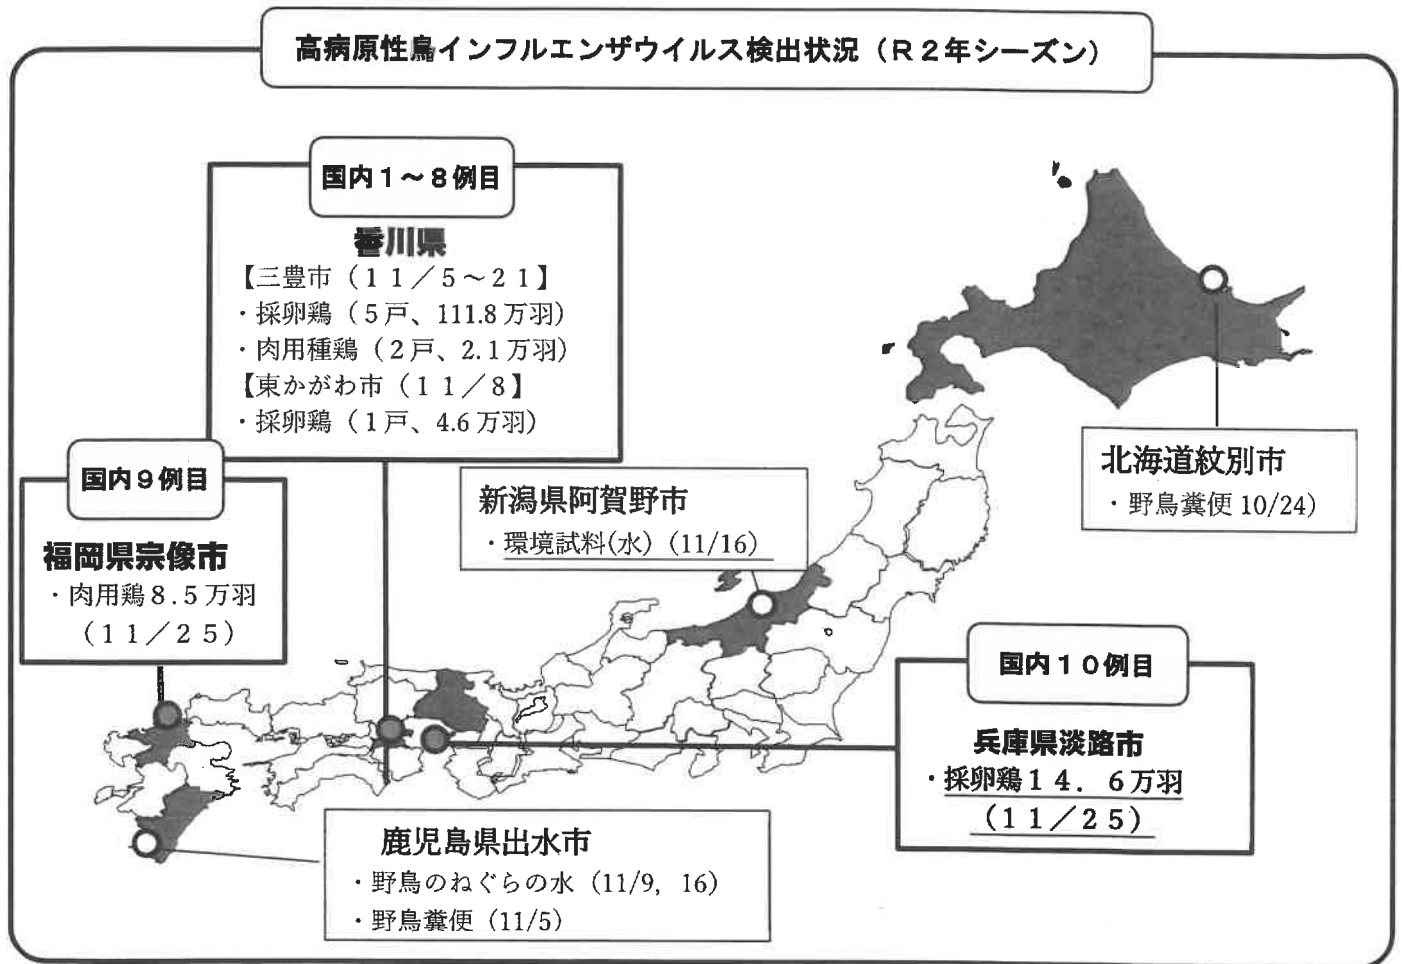 高病原性鳥インフルエンザウイルス検出状況（Ｒ２年シーズン）
国内１～８例目
香川県
【三豊市（１１／５～２１】
・採卵鶏（５戸、111.8万羽）
・肉用種鶏（２戸、2.1万羽）
【東かがわ市（１１／８】
・採卵鶏（１戸、4.6万羽）
国内９例目
福岡県宗像市
・肉用鶏８.５万羽
（１１／２５）
新潟県阿賀野市
・環境試料(水)（11/16）
北海道紋別市
・野鳥糞便 10/24)
国内１０例目
兵庫県淡路市
・採卵鶏１４．６万羽
（１１／２５）
鹿児島県出水市
・野鳥のねぐらの水（11/9，16）
・野鳥糞便（11/5）